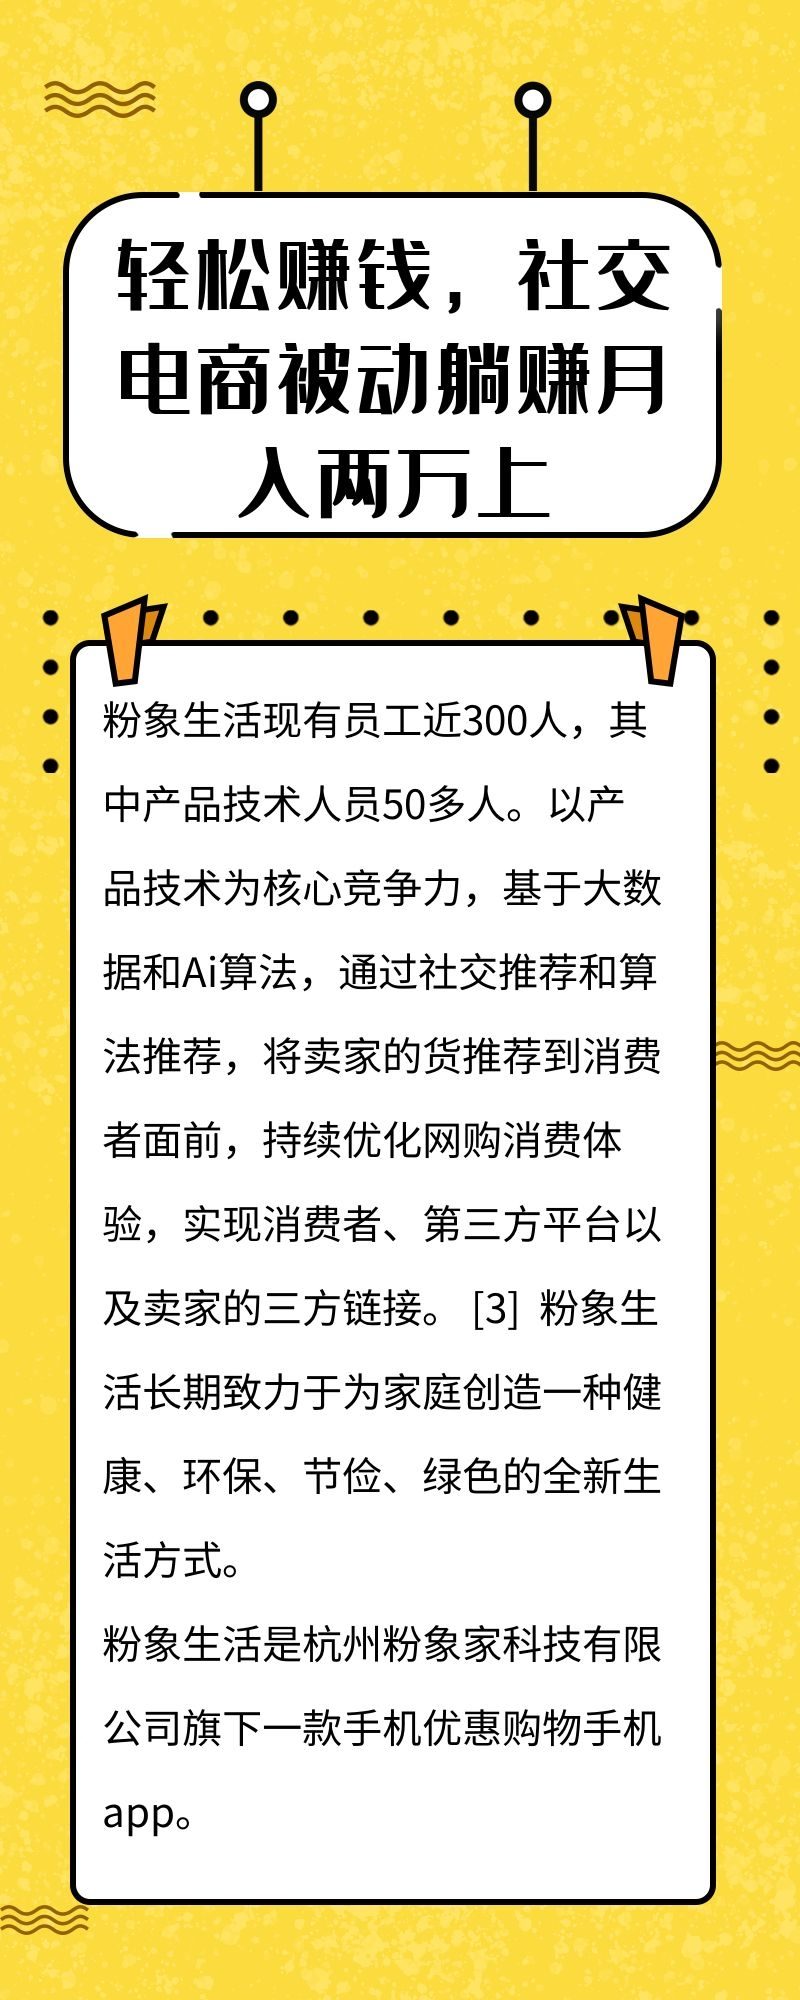 轻松赚钱，社交
电商被动躺赚月
入两万上
粉象生活现有员工近300人，其
中产品技术人员50多人。以产
品技术为核心竞争力，基于大数
据和Ai算法，通过社交推荐和算
法推荐，将卖家的货推荐到消费
者面前，持续优化网购消费体
验，实现消费者、第三方平台以
及卖家的三方链接。 [3]  粉象生
活长期致力于为家庭创造一种健
康、环保、节俭、绿色的全新生
活方式。
粉象生活是杭州粉象家科技有限
公司旗下一款手机优惠购物手机
app。